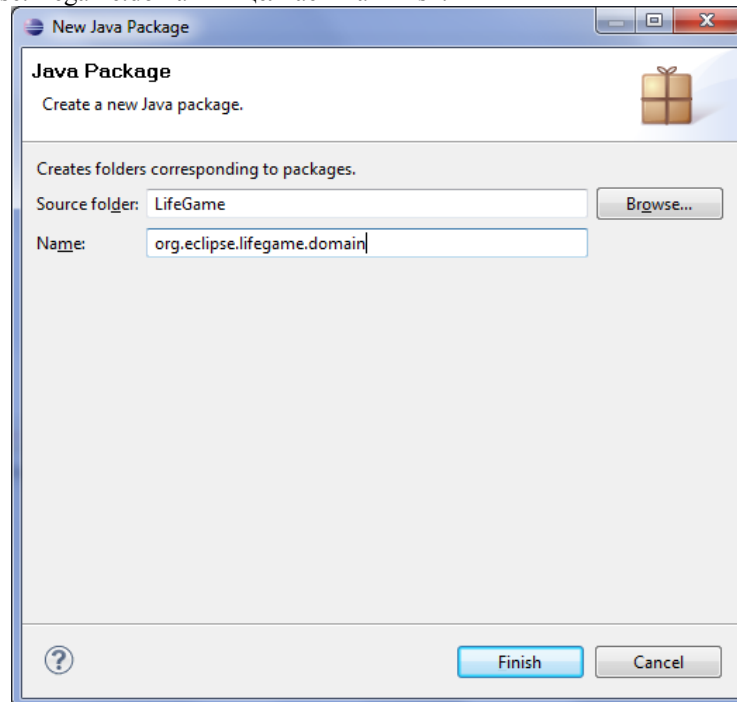 New Java Package
Java Package
Create a new Java package.
Creates folders corresponding to packages.
Source folder: LifeGame Browse...
Name: org.eclipse.lifegame.domain
Finish Cancel